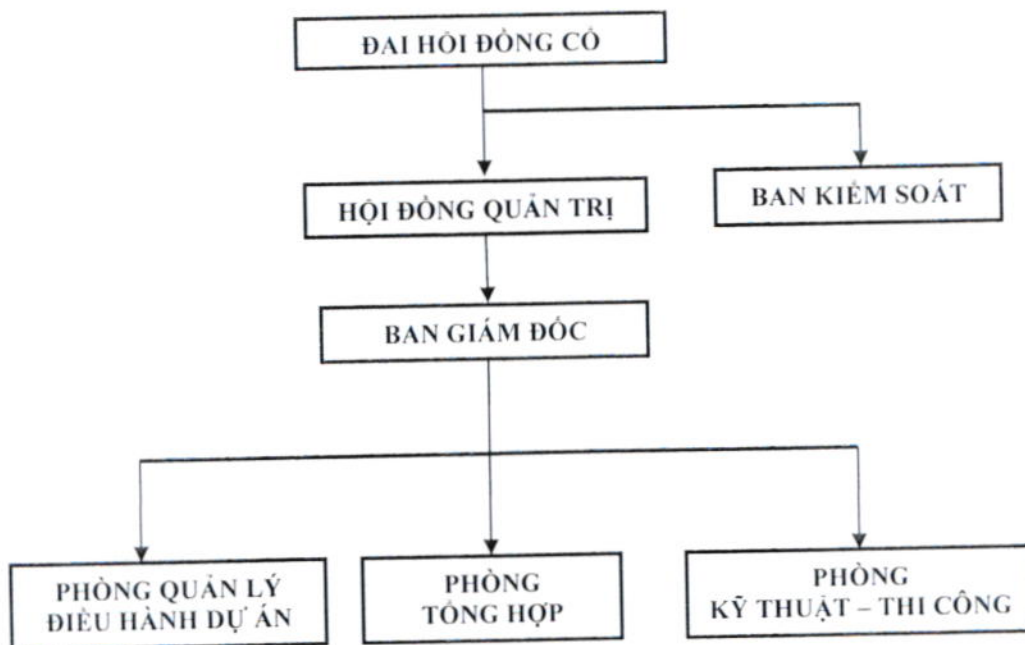 ĐAI HỘI ĐỒNG CỔ
HỘI ĐỒNG QUẢN TRỊ
BAN KIỂM SOÁT
BAN GIÁM ĐỐC
PHÒNG QUẢN LÝ
ĐIỀU HÀNH DỰ ÁN
PHÒNG
TỔNG HỢP
PHÒNG
KỸ THUẬT – THI CÔNG